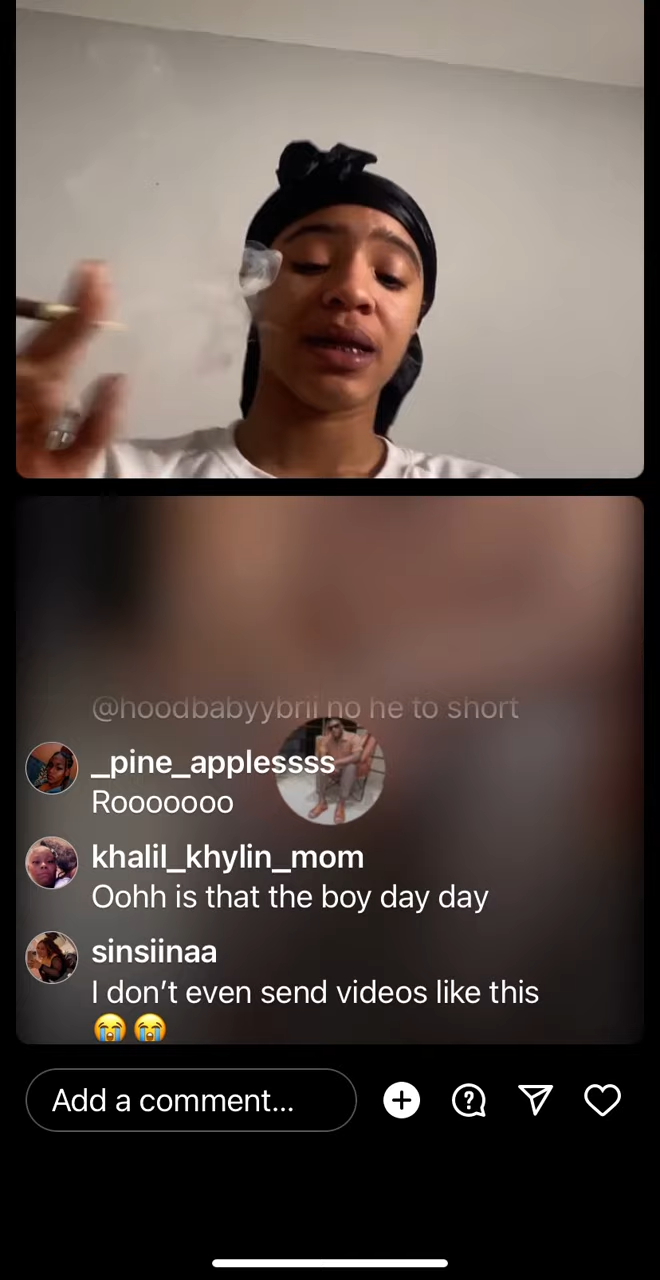 @hoodbabyybrii no he to short
_pine_applessss
Rooooooo
khalil_khylin_mom
Oohh is that the boy day day
sinsiinaa
I don’t even send videos like this
😭😭
Add a comment...